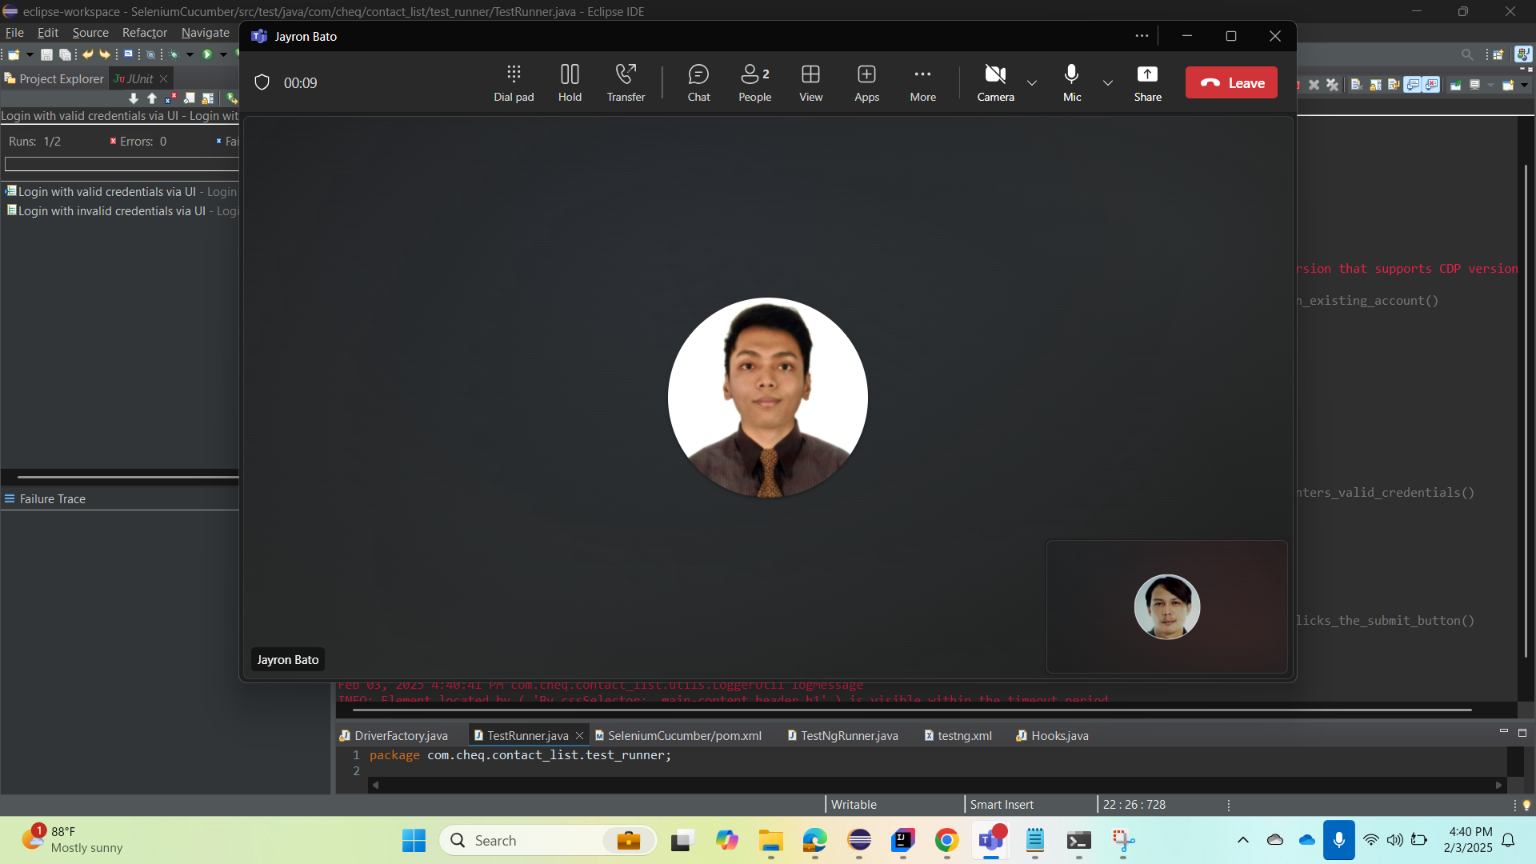 eclipse-workspace - SeleniumCucumber/src/test/java/com/cheq/contact_list/test_runner/TestRunner.java - Eclipse IDE
File Edit Source Refactor Navigate
Jayron Bato
00:09
Dial pad Hold Transfer Chat People 2 View Apps More Camera Mic Share Leave
Project Explorer JUnit
Login with valid credentials via UI - Login wit
Runs: 1/2 Errors: 0 Fai
Login with valid credentials via UI - Login
Login with invalid credentials via UI - Logi
rsion that supports CDP version
_existing_account()
Failure Trace
nters_valid_credentials()
licks_the_submit_button()
Jayron Bato
Feb 03, 2025 4:40:41 PM com.cheq.contact_list.utils.LoggerUtil logMessage
INFO: Element located by ( 'By.cssSelector: .main-content header h1' ) is visible within the timeout period
DriverFactory.java TestRunner.java SeleniumCucumber/pom.xml TestNgRunner.java testng.xml Hooks.java
1 package com.cheq.contact_list.test_runner;
2
Writable Smart Insert 22 : 26 : 728
1
88°F
Mostly sunny
Search
4:40 PM
2/3/2025